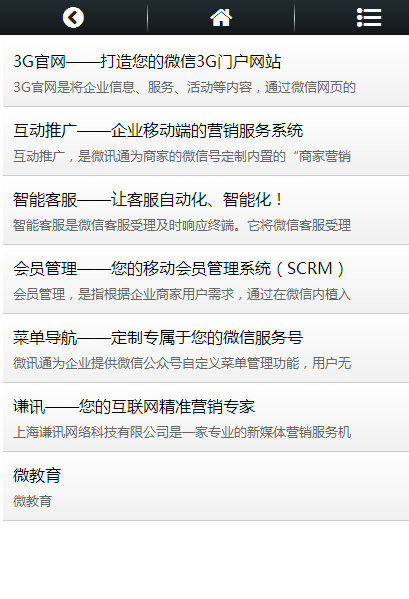 3G官网——打造您的微信3G门户网站
3G官网是将企业信息、服务、活动等内容，通过微信网页的
互动推广——企业移动端的营销服务系统
互动推广，是微讯通为商家的微信号定制内置的“商家营销
智能客服——让客服自动化、智能化！
智能客服是微信客服受理及时响应终端。它将微信客服受理
会员管理——您的移动会员管理系统（SCRM）
会员管理，是指根据企业商家用户需求，通过在微信内植入
菜单导航——定制专属于您的微信服务号
微讯通为企业提供微信公众号自定义菜单管理功能，用户无
谦讯——您的互联网精准营销专家
上海谦讯网络科技有限公司是一家专业的新媒体营销服务机
微教育
微教育